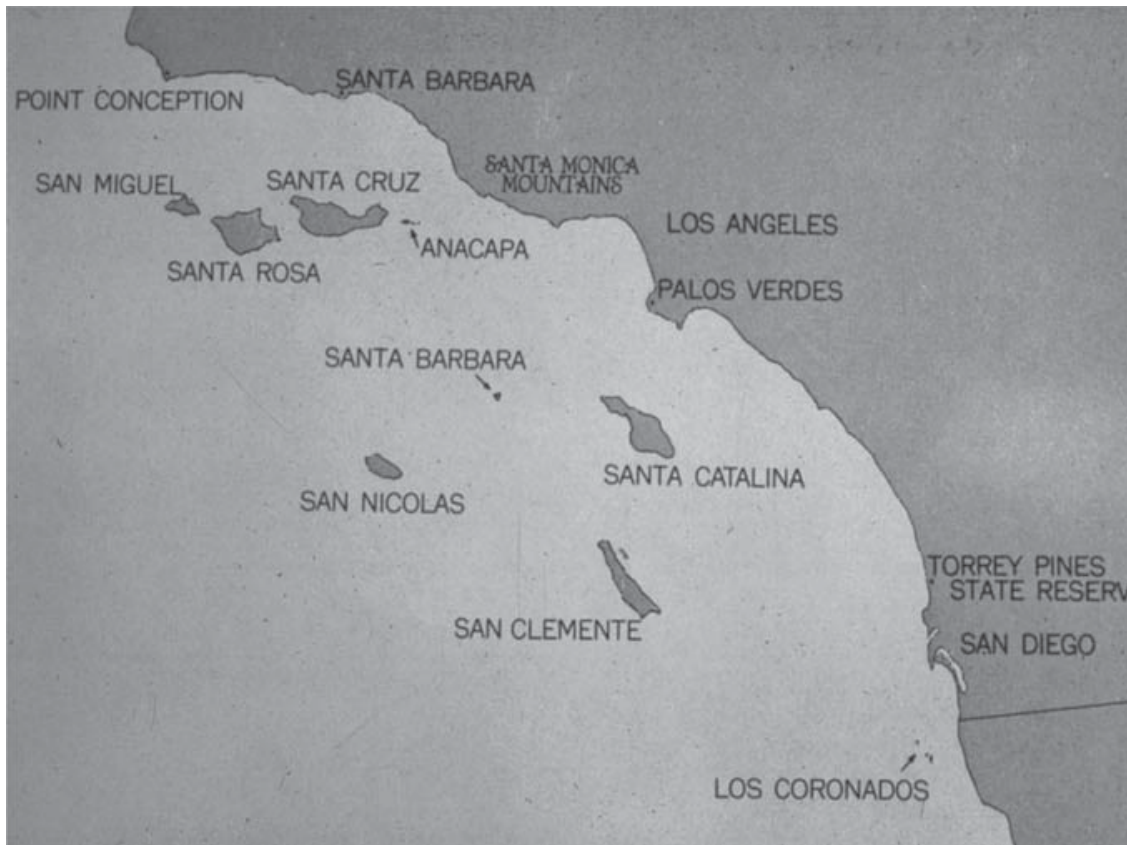 SANTA BARBARA
POINT CONCEPTION
SANTA MONICA
MOUNTAINS
SAN MIGUEL
SANTA CRUZ
LOS ANGELES
ANACAPA
SANTA ROSA
PALOS VERDES
SANTA BARBARA
SANTA CATALINA
SAN NICOLAS
TORREY PINES
STATE RESERV
SAN CLEMENTE
SAN DIEGO
LOS CORONADOS